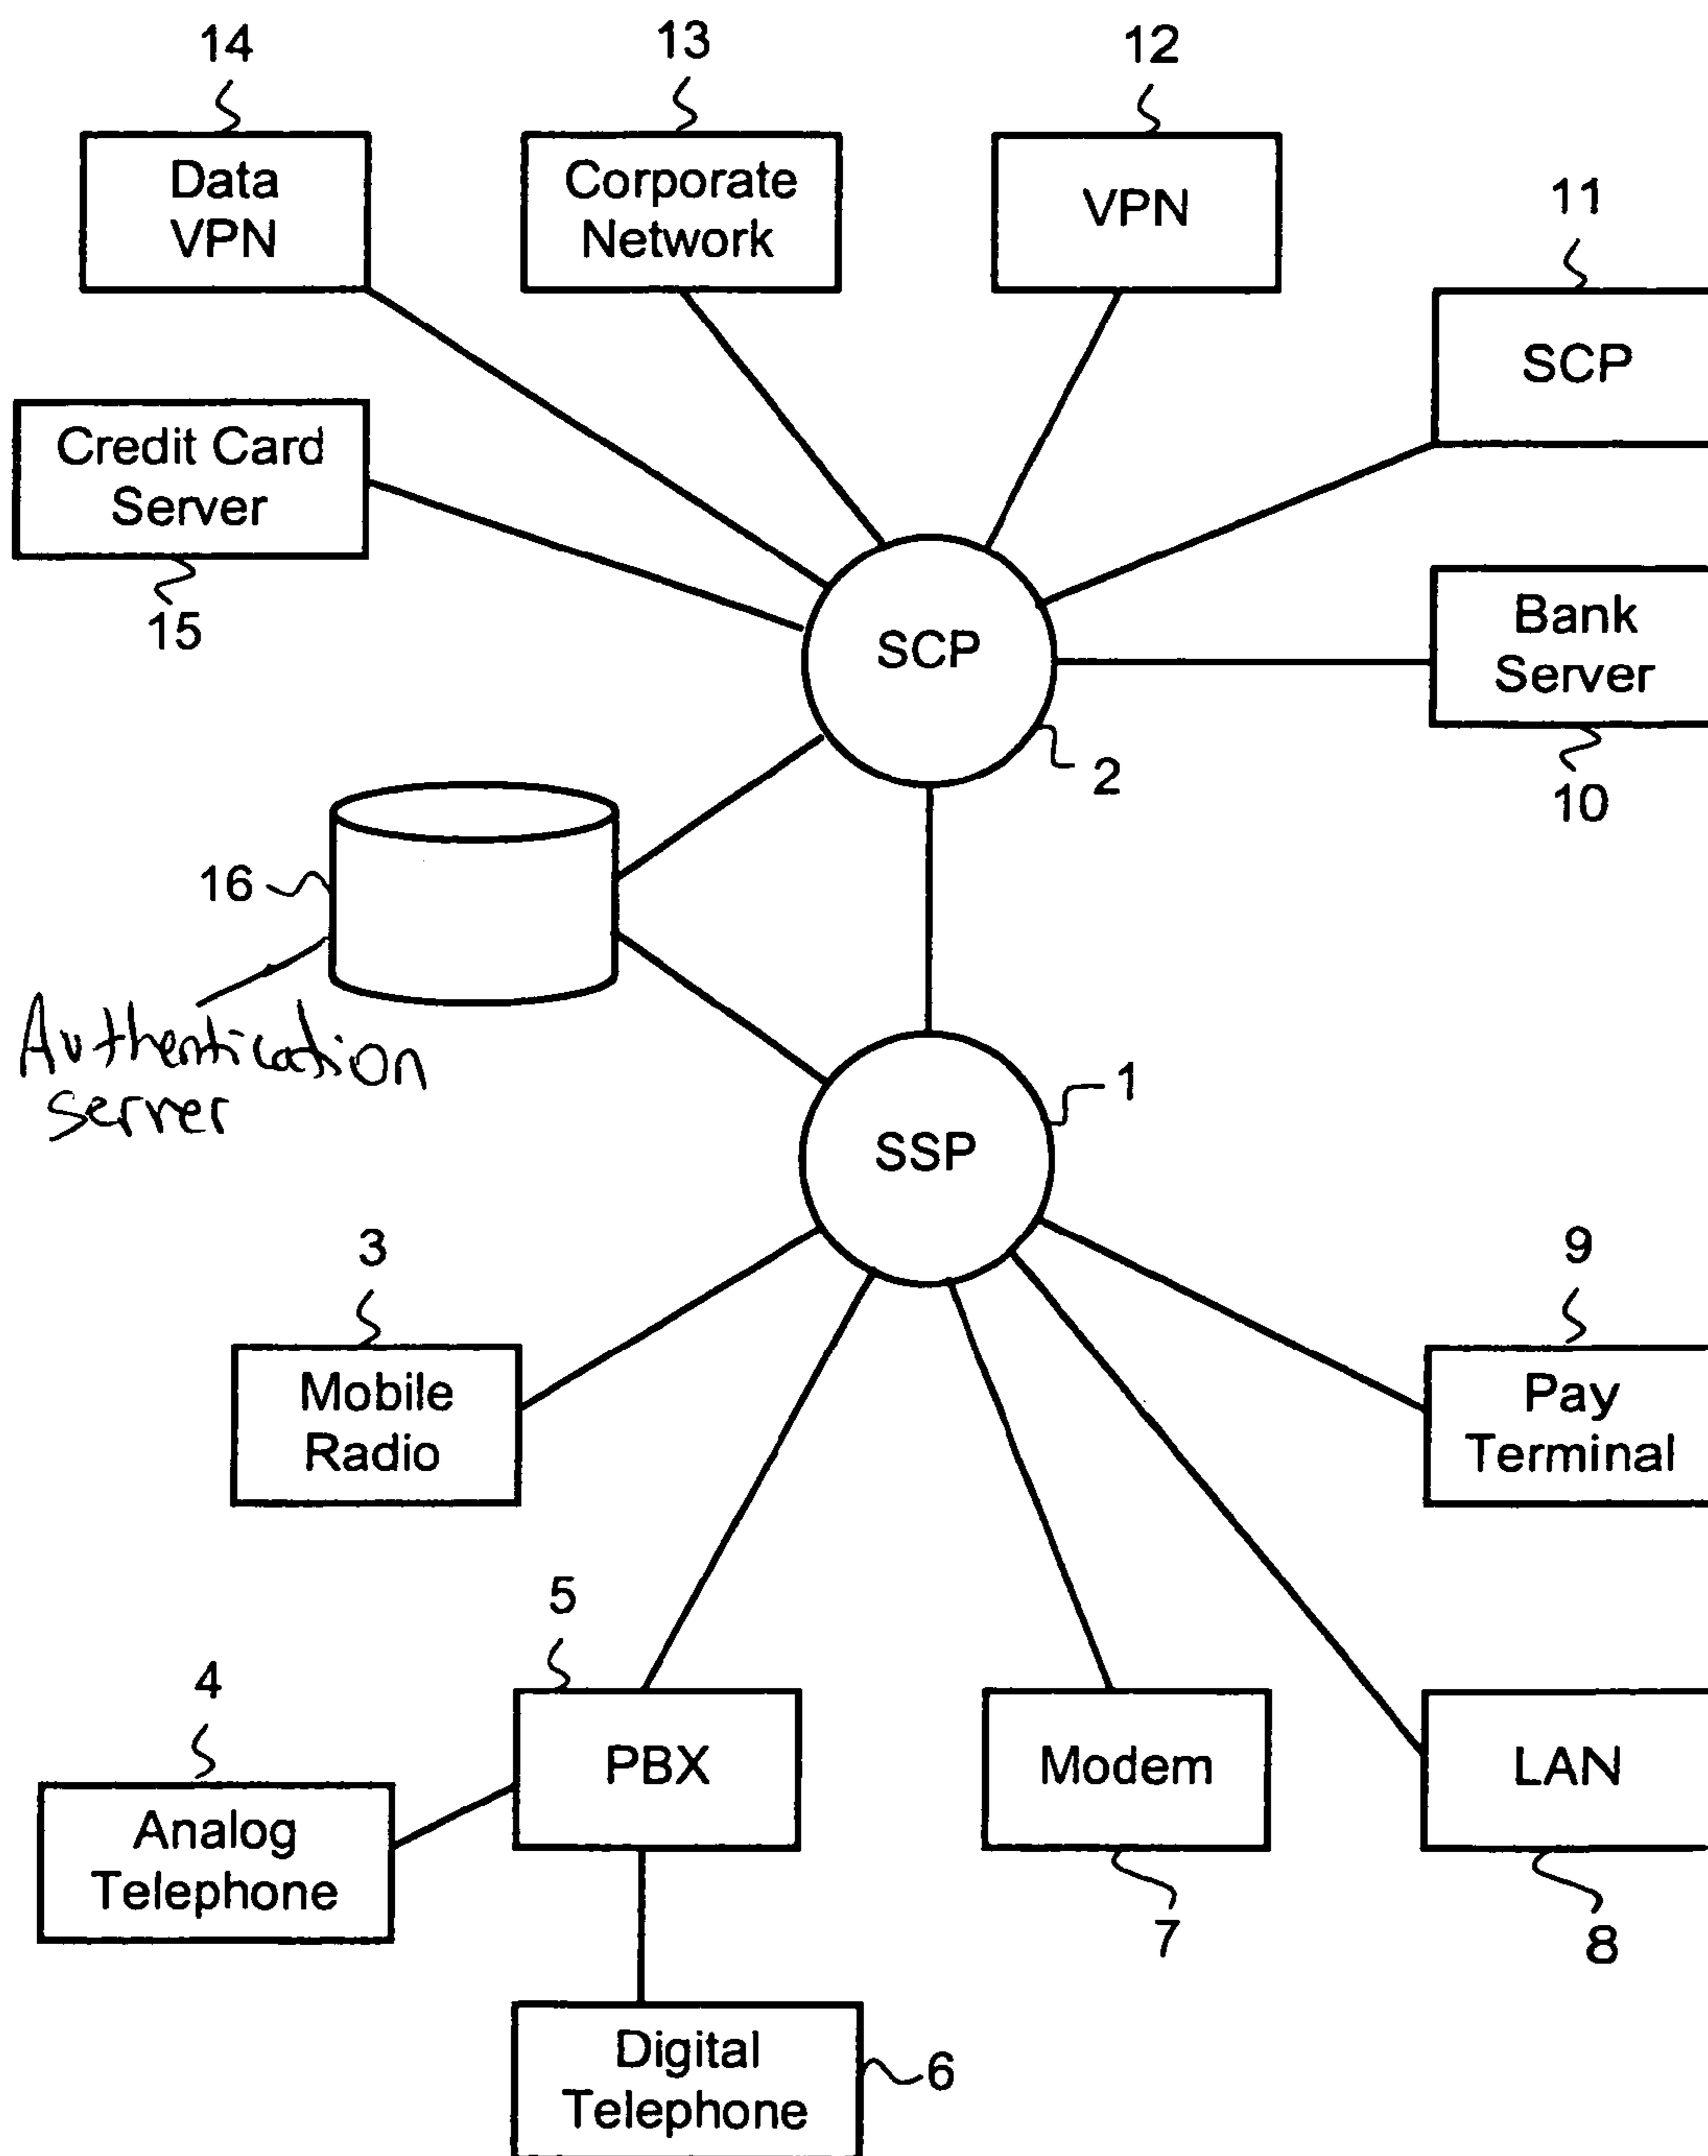 14
13
12
Data
VPN
Corporate
Network
VPN
11
SCP
Credit Card
Server
15
SCP
2
Bank
Server
10
16
Authentication
server
1
SSP
3
Mobile
Radio
9
Pay
Terminal
5
PBX
4
Analog
Telephone
Modem
7
LAN
8
Digital
Telephone
6